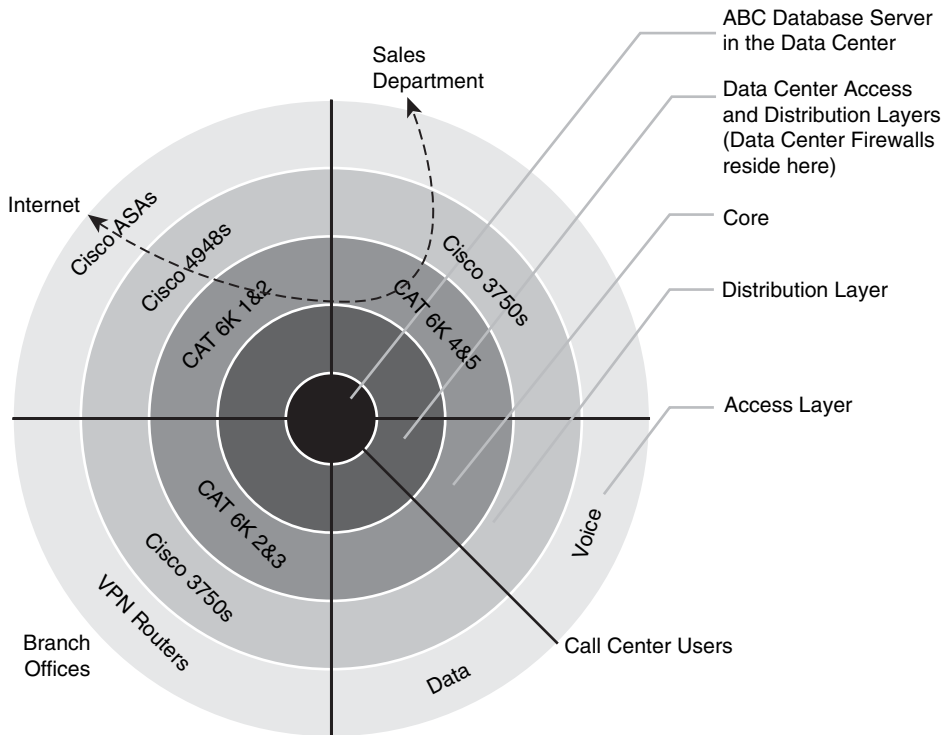 ABC Database Server
in the Data Center
Sales
Department
Data Center Access
and Distribution Layers
(Data Center Firewalls
reside here)
Internet
Cisco ASAs
Cisco 4948s
CAT 6K 1&2
Cisco 3750s
CAT 6K 4&5
Core
Distribution Layer
Access Layer
CAT 6K 2&3
Cisco 3750s
VPN Routers
Branch
Offices
Voice
Data
Call Center Users